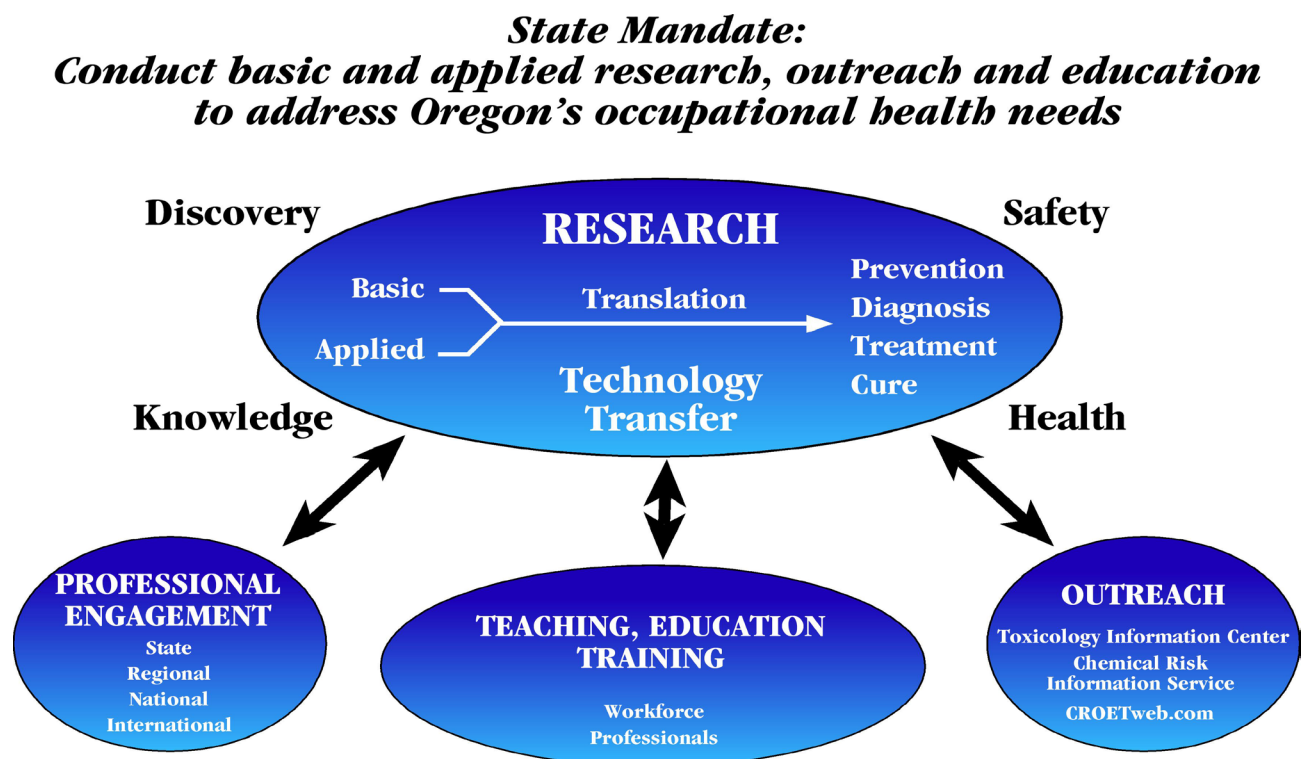 State Mandate:
Conduct basic and applied research, outreach and education
to address Oregon's occupational health needs
Discovery
Safety
RESEARCH
Basic
Applied
Translation
Prevention
Diagnosis
Treatment
Cure
Technology
Transfer
Knowledge
Health
PROFESSIONAL
ENGAGEMENT
State
Regional
National
International
TEACHING, EDUCATION
TRAINING
Workforce
Professionals
OUTREACH
Toxicology Information Center
Chemical Risk
Information Service
CROETweb.com